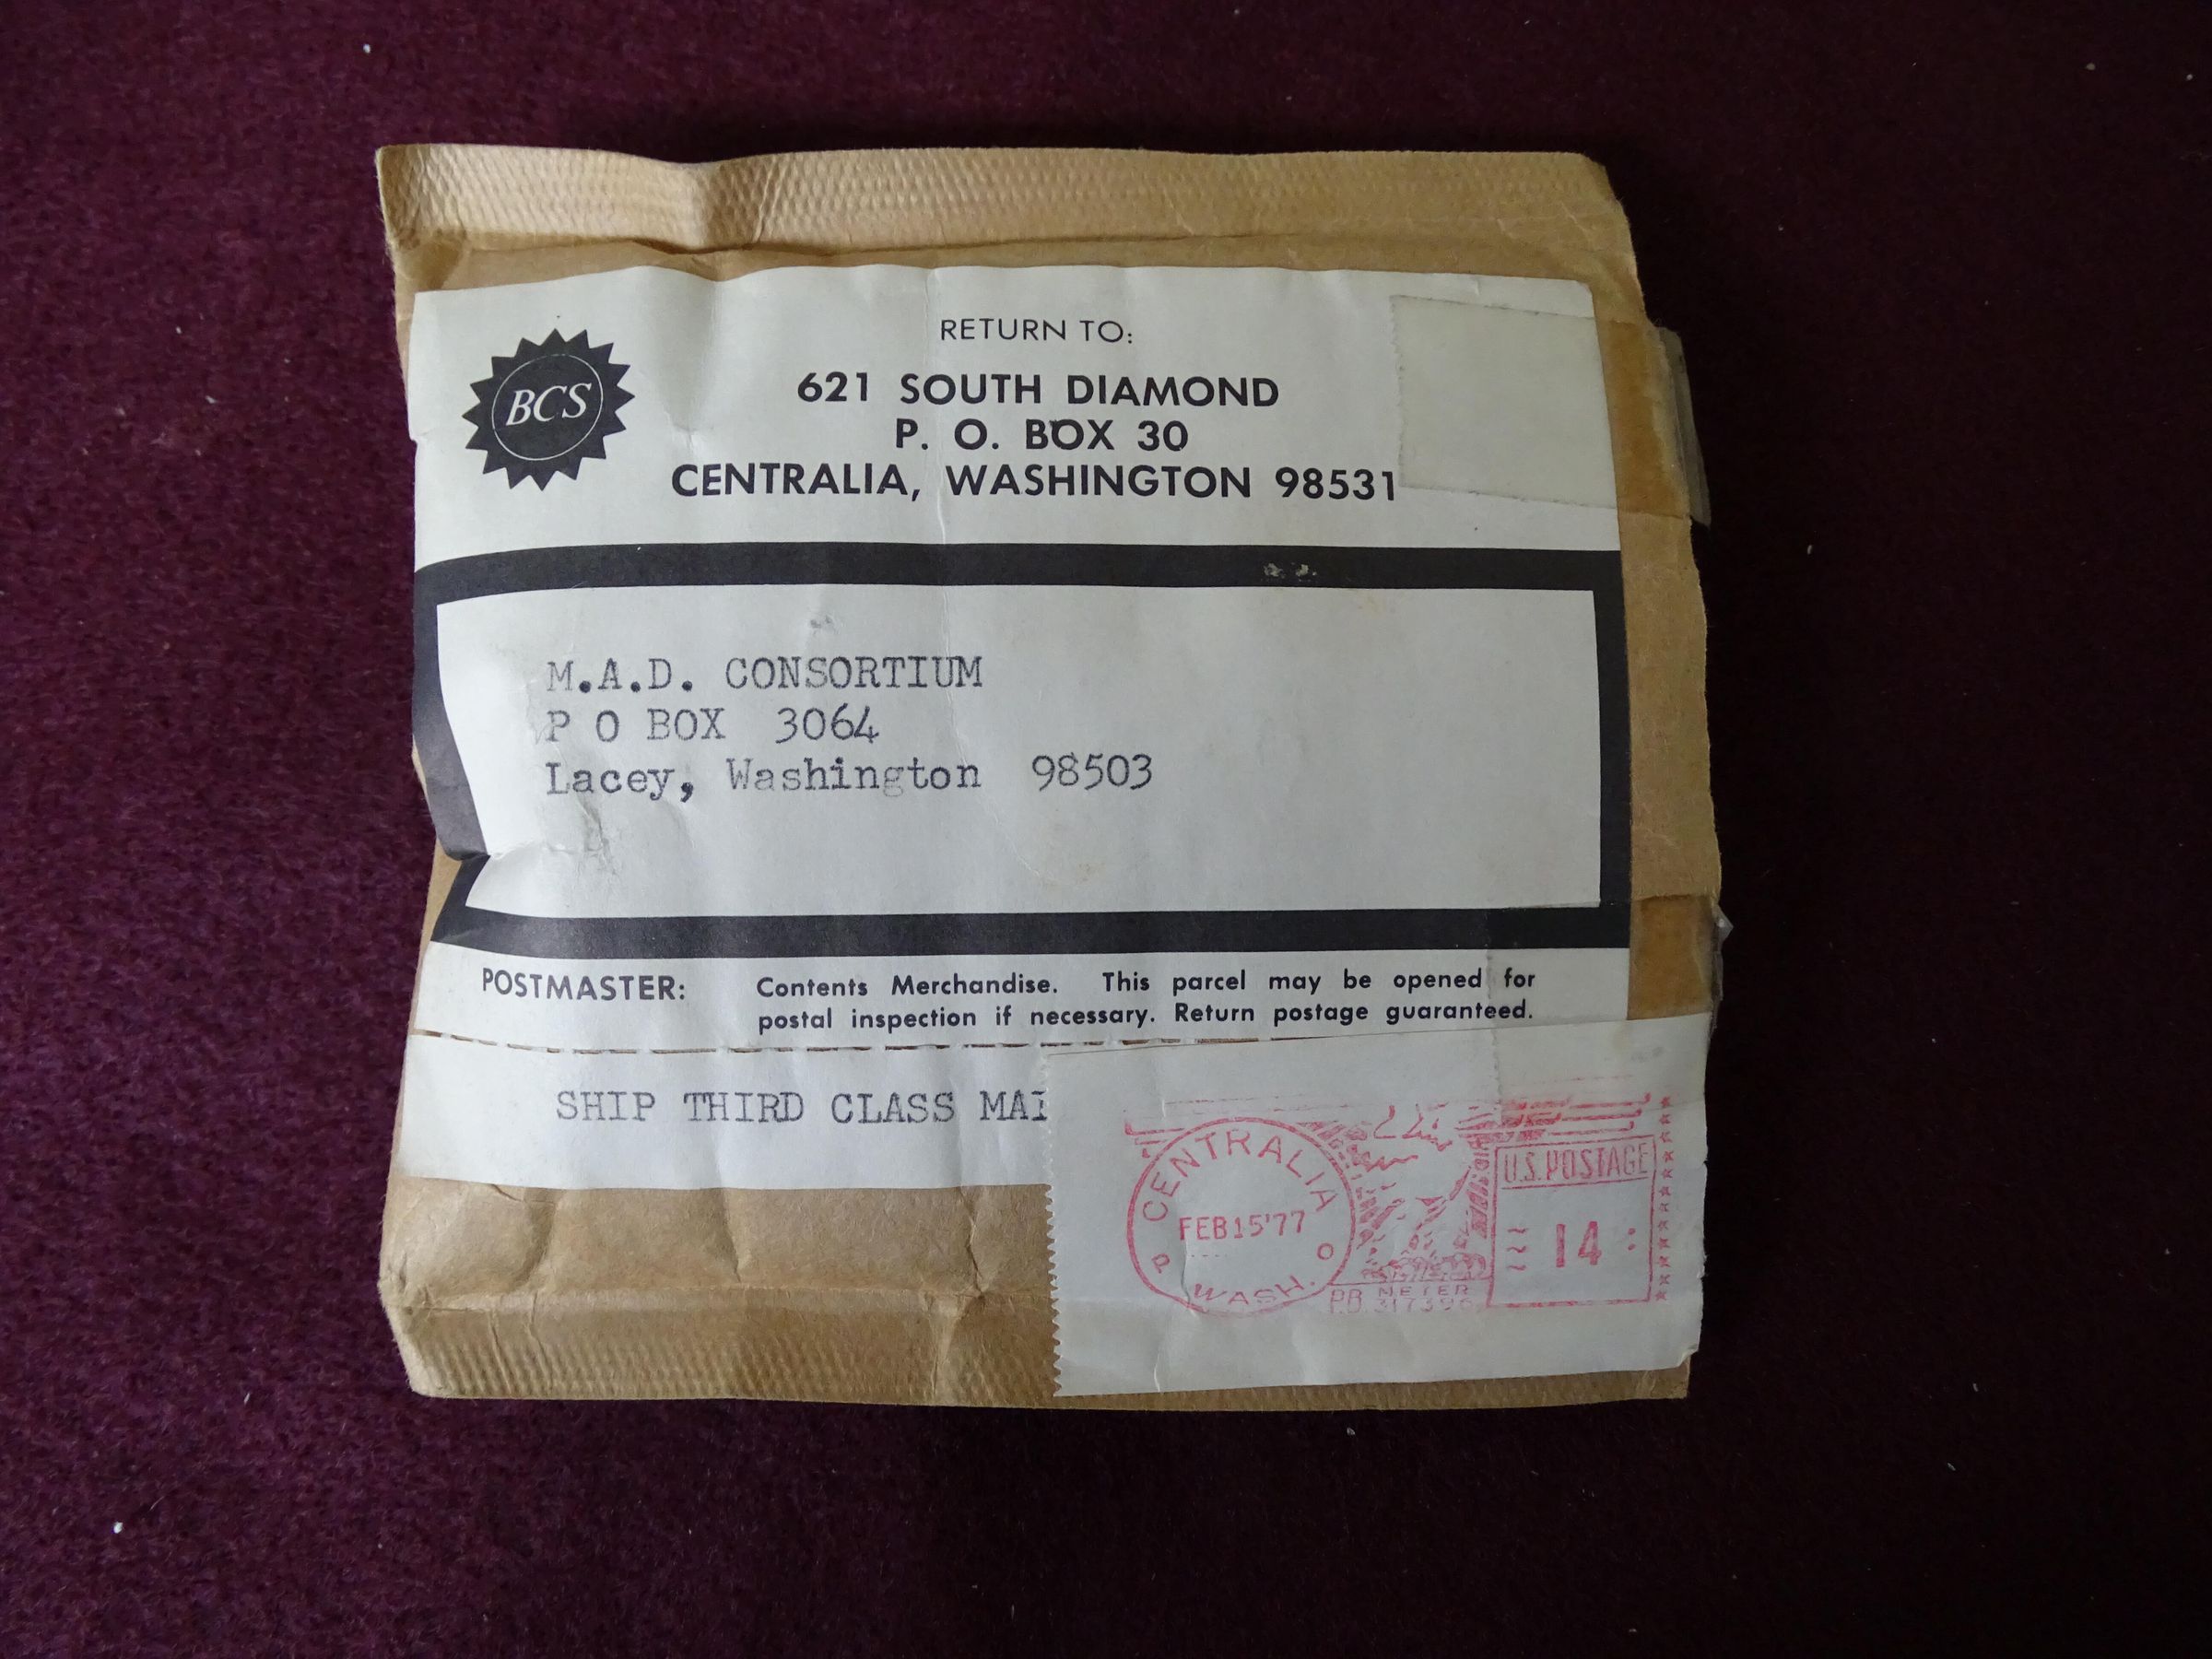 BCS
RETURN TO:
621 SOUTH DIAMOND
P. O. BOX 30
CENTRALIA, WASHINGTON 98531
M.A.D. CONSORTIUM
P O BOX 3064
Lacey, Washington 98503
POSTMASTER: Contents Merchandise. This parcel may be opened for
postal inspection if necessary. Return postage guaranteed.
SHIP THIRD CLASS MAI
CENTRALIA
FEB15'77
P O
WASH.
U.S. POSTAGE
14
P.B. METER